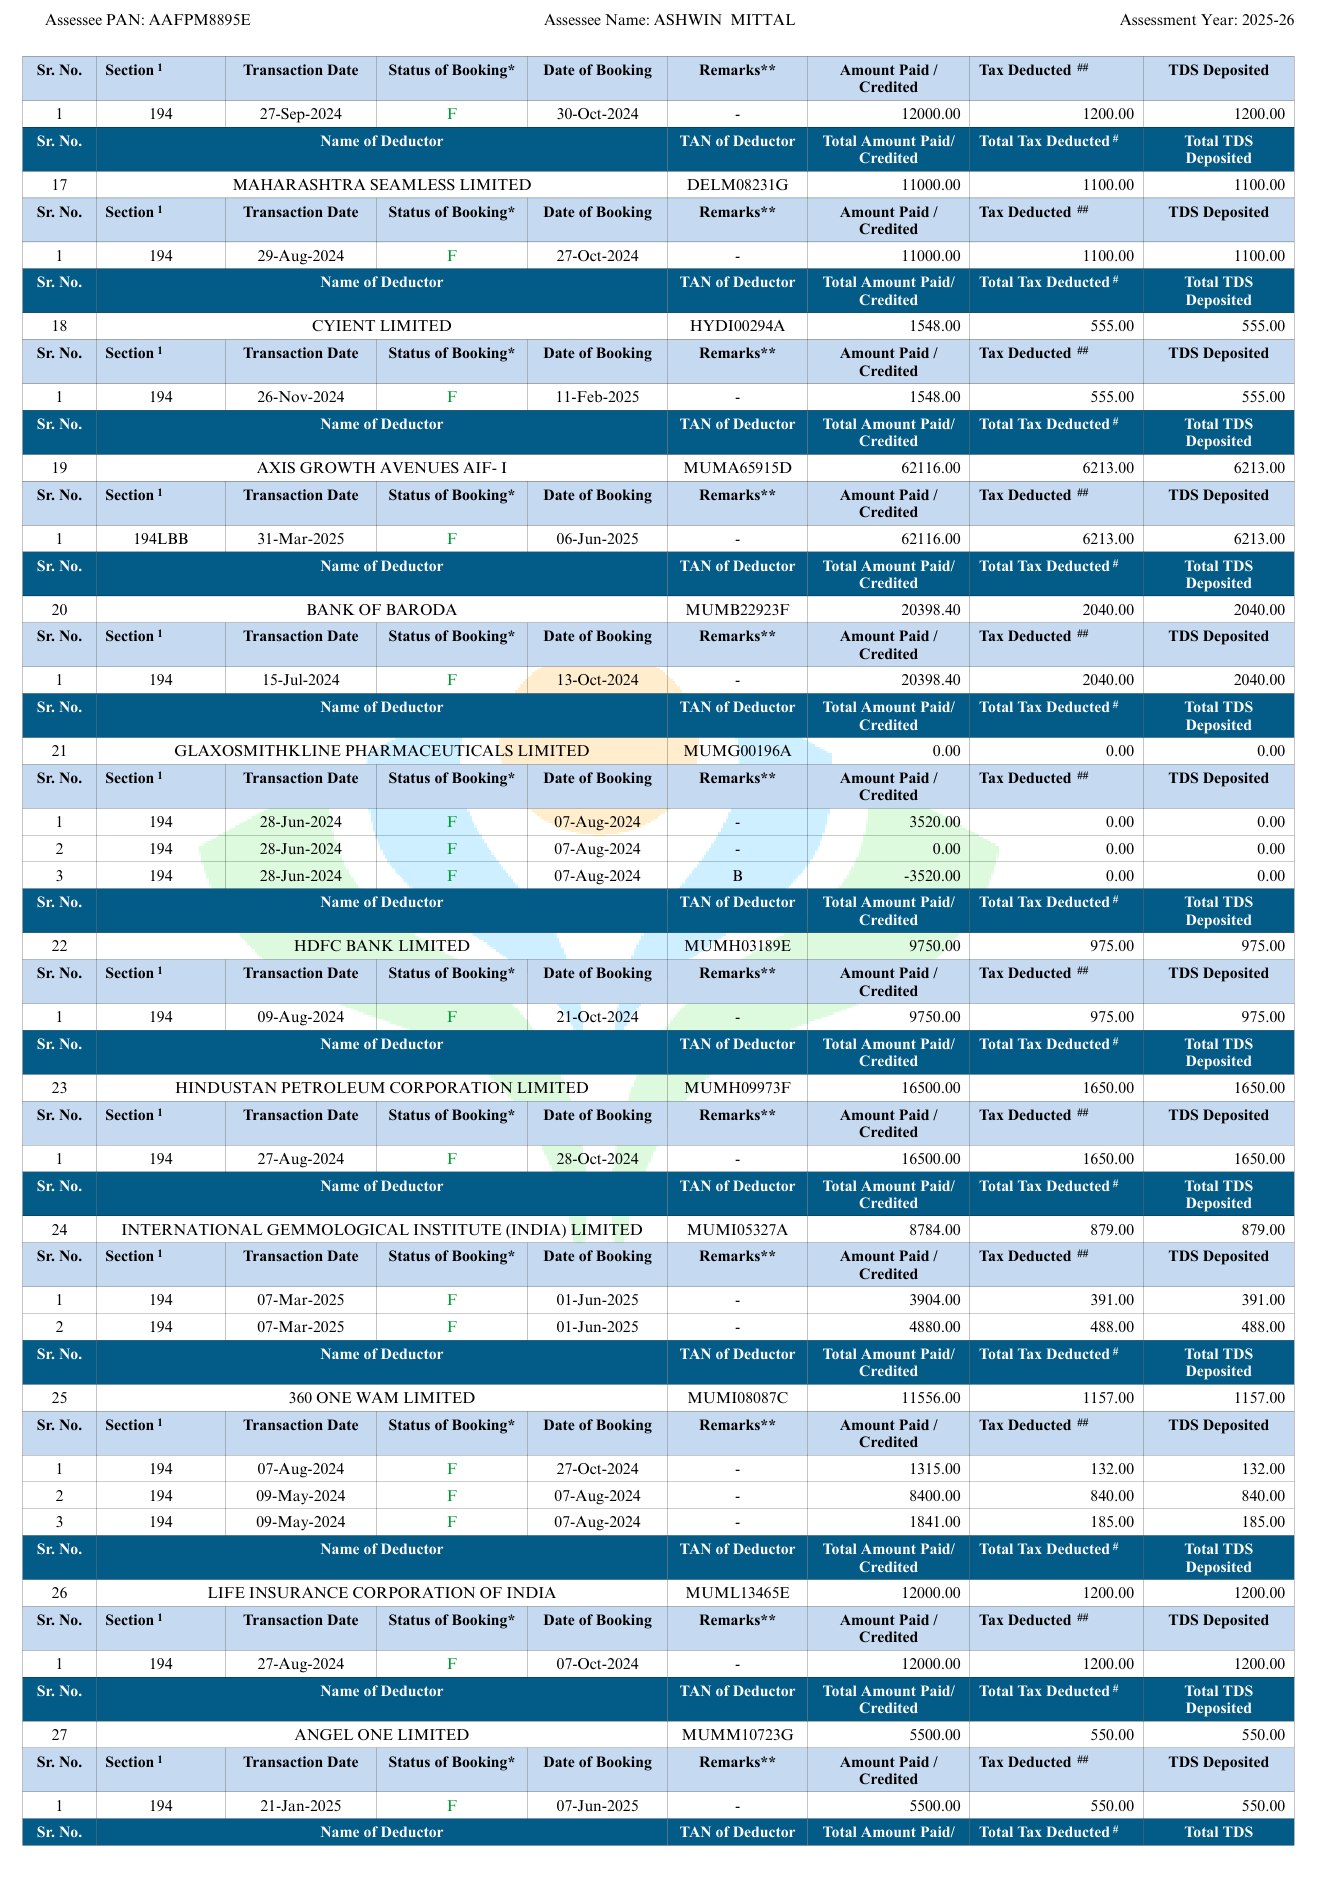 Assessee PAN: AAFPM8895E Assessee Name: ASHWIN MITTAL Assessment Year: 2025-26
Sr. No. Section 1 Transaction Date Status of Booking* Date of Booking Remarks** Amount Paid / Credited Tax Deducted ## TDS Deposited
1 194 27-Sep-2024 F 30-Oct-2024 - 12000.00 1200.00 1200.00
Sr. No. Name of Deductor TAN of Deductor Total Amount Paid/ Credited Total Tax Deducted # Total TDS Deposited
17 MAHARASHTRA SEAMLESS LIMITED DELM08231G 11000.00 1100.00 1100.00
Sr. No. Section 1 Transaction Date Status of Booking* Date of Booking Remarks** Amount Paid / Credited Tax Deducted ## TDS Deposited
1 194 29-Aug-2024 F 27-Oct-2024 - 11000.00 1100.00 1100.00
Sr. No. Name of Deductor TAN of Deductor Total Amount Paid/ Credited Total Tax Deducted # Total TDS Deposited
18 CYIENT LIMITED HYDI00294A 1548.00 555.00 555.00
Sr. No. Section 1 Transaction Date Status of Booking* Date of Booking Remarks** Amount Paid / Credited Tax Deducted ## TDS Deposited
1 194 26-Nov-2024 F 11-Feb-2025 - 1548.00 555.00 555.00
Sr. No. Name of Deductor TAN of Deductor Total Amount Paid/ Credited Total Tax Deducted # Total TDS Deposited
19 AXIS GROWTH AVENUES AIF- I MUMA65915D 62116.00 6213.00 6213.00
Sr. No. Section 1 Transaction Date Status of Booking* Date of Booking Remarks** Amount Paid / Credited Tax Deducted ## TDS Deposited
1 194LBB 31-Mar-2025 F 06-Jun-2025 - 62116.00 6213.00 6213.00
Sr. No. Name of Deductor TAN of Deductor Total Amount Paid/ Credited Total Tax Deducted # Total TDS Deposited
20 BANK OF BARODA MUMB22923F 20398.40 2040.00 2040.00
Sr. No. Section 1 Transaction Date Status of Booking* Date of Booking Remarks** Amount Paid / Credited Tax Deducted ## TDS Deposited
1 194 15-Jul-2024 F 13-Oct-2024 - 20398.40 2040.00 2040.00
Sr. No. Name of Deductor TAN of Deductor Total Amount Paid/ Credited Total Tax Deducted # Total TDS Deposited
21 GLAXOSMITHKLINE PHARMACEUTICALS LIMITED MUMG00196A 0.00 0.00 0.00
Sr. No. Section 1 Transaction Date Status of Booking* Date of Booking Remarks** Amount Paid / Credited Tax Deducted ## TDS Deposited
1 194 28-Jun-2024 F 07-Aug-2024 - 3520.00 0.00 0.00
2 194 28-Jun-2024 F 07-Aug-2024 - 0.00 0.00 0.00
3 194 28-Jun-2024 F 07-Aug-2024 B -3520.00 0.00 0.00
Sr. No. Name of Deductor TAN of Deductor Total Amount Paid/ Credited Total Tax Deducted # Total TDS Deposited
22 HDFC BANK LIMITED MUMH03189E 9750.00 975.00 975.00
Sr. No. Section 1 Transaction Date Status of Booking* Date of Booking Remarks** Amount Paid / Credited Tax Deducted ## TDS Deposited
1 194 09-Aug-2024 F 21-Oct-2024 - 9750.00 975.00 975.00
Sr. No. Name of Deductor TAN of Deductor Total Amount Paid/ Credited Total Tax Deducted # Total TDS Deposited
23 HINDUSTAN PETROLEUM CORPORATION LIMITED MUMH09973F 16500.00 1650.00 1650.00
Sr. No. Section 1 Transaction Date Status of Booking* Date of Booking Remarks** Amount Paid / Credited Tax Deducted ## TDS Deposited
1 194 27-Aug-2024 F 28-Oct-2024 - 16500.00 1650.00 1650.00
Sr. No. Name of Deductor TAN of Deductor Total Amount Paid/ Credited Total Tax Deducted # Total TDS Deposited
24 INTERNATIONAL GEMMOLOGICAL INSTITUTE (INDIA) LIMITED MUMI05327A 8784.00 879.00 879.00
Sr. No. Section 1 Transaction Date Status of Booking* Date of Booking Remarks** Amount Paid / Credited Tax Deducted ## TDS Deposited
1 194 07-Mar-2025 F 01-Jun-2025 - 3904.00 391.00 391.00
2 194 07-Mar-2025 F 01-Jun-2025 - 4880.00 488.00 488.00
Sr. No. Name of Deductor TAN of Deductor Total Amount Paid/ Credited Total Tax Deducted # Total TDS Deposited
25 360 ONE WAM LIMITED MUMI08087C 11556.00 1157.00 1157.00
Sr. No. Section 1 Transaction Date Status of Booking* Date of Booking Remarks** Amount Paid / Credited Tax Deducted ## TDS Deposited
1 194 07-Aug-2024 F 27-Oct-2024 - 1315.00 132.00 132.00
2 194 09-May-2024 F 07-Aug-2024 - 8400.00 840.00 840.00
3 194 09-May-2024 F 07-Aug-2024 - 1841.00 185.00 185.00
Sr. No. Name of Deductor TAN of Deductor Total Amount Paid/ Credited Total Tax Deducted # Total TDS Deposited
26 LIFE INSURANCE CORPORATION OF INDIA MUML13465E 12000.00 1200.00 1200.00
Sr. No. Section 1 Transaction Date Status of Booking* Date of Booking Remarks** Amount Paid / Credited Tax Deducted ## TDS Deposited
1 194 27-Aug-2024 F 07-Oct-2024 - 12000.00 1200.00 1200.00
Sr. No. Name of Deductor TAN of Deductor Total Amount Paid/ Credited Total Tax Deducted # Total TDS Deposited
27 ANGEL ONE LIMITED MUMM10723G 5500.00 550.00 550.00
Sr. No. Section 1 Transaction Date Status of Booking* Date of Booking Remarks** Amount Paid / Credited Tax Deducted ## TDS Deposited
1 194 21-Jan-2025 F 07-Jun-2025 - 5500.00 550.00 550.00
Sr. No. Name of Deductor TAN of Deductor Total Amount Paid/ Total Tax Deducted # Total TDS